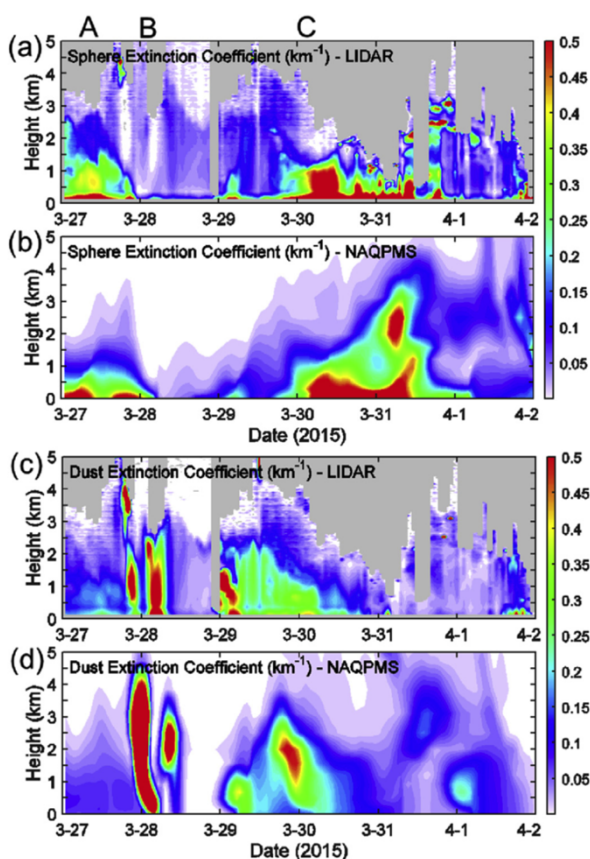 A B C
(a) Sphere Extinction Coefficient (km-1) - LIDAR
Height (km)
5
4
3
2
1
0
3-27 3-28 3-29 3-30 3-31 4-1 4-2
(b) Sphere Extinction Coefficient (km-1) - NAQPMS
Height (km)
5
4
3
2
1
0
3-27 3-28 3-29 3-30 3-31 4-1 4-2
Date (2015)
0.5
0.45
0.4
0.35
0.3
0.25
0.2
0.15
0.1
0.05
(c) Dust Extinction Coefficient (km-1) - LIDAR
Height (km)
5
4
3
2
1
0
3-27 3-28 3-29 3-30 3-31 4-1 4-2
(d) Dust Extinction Coefficient (km-1) - NAQPMS
Height (km)
5
4
3
2
1
0
3-27 3-28 3-29 3-30 3-31 4-1 4-2
Date (2015)
0.5
0.45
0.4
0.35
0.3
0.25
0.2
0.15
0.1
0.05